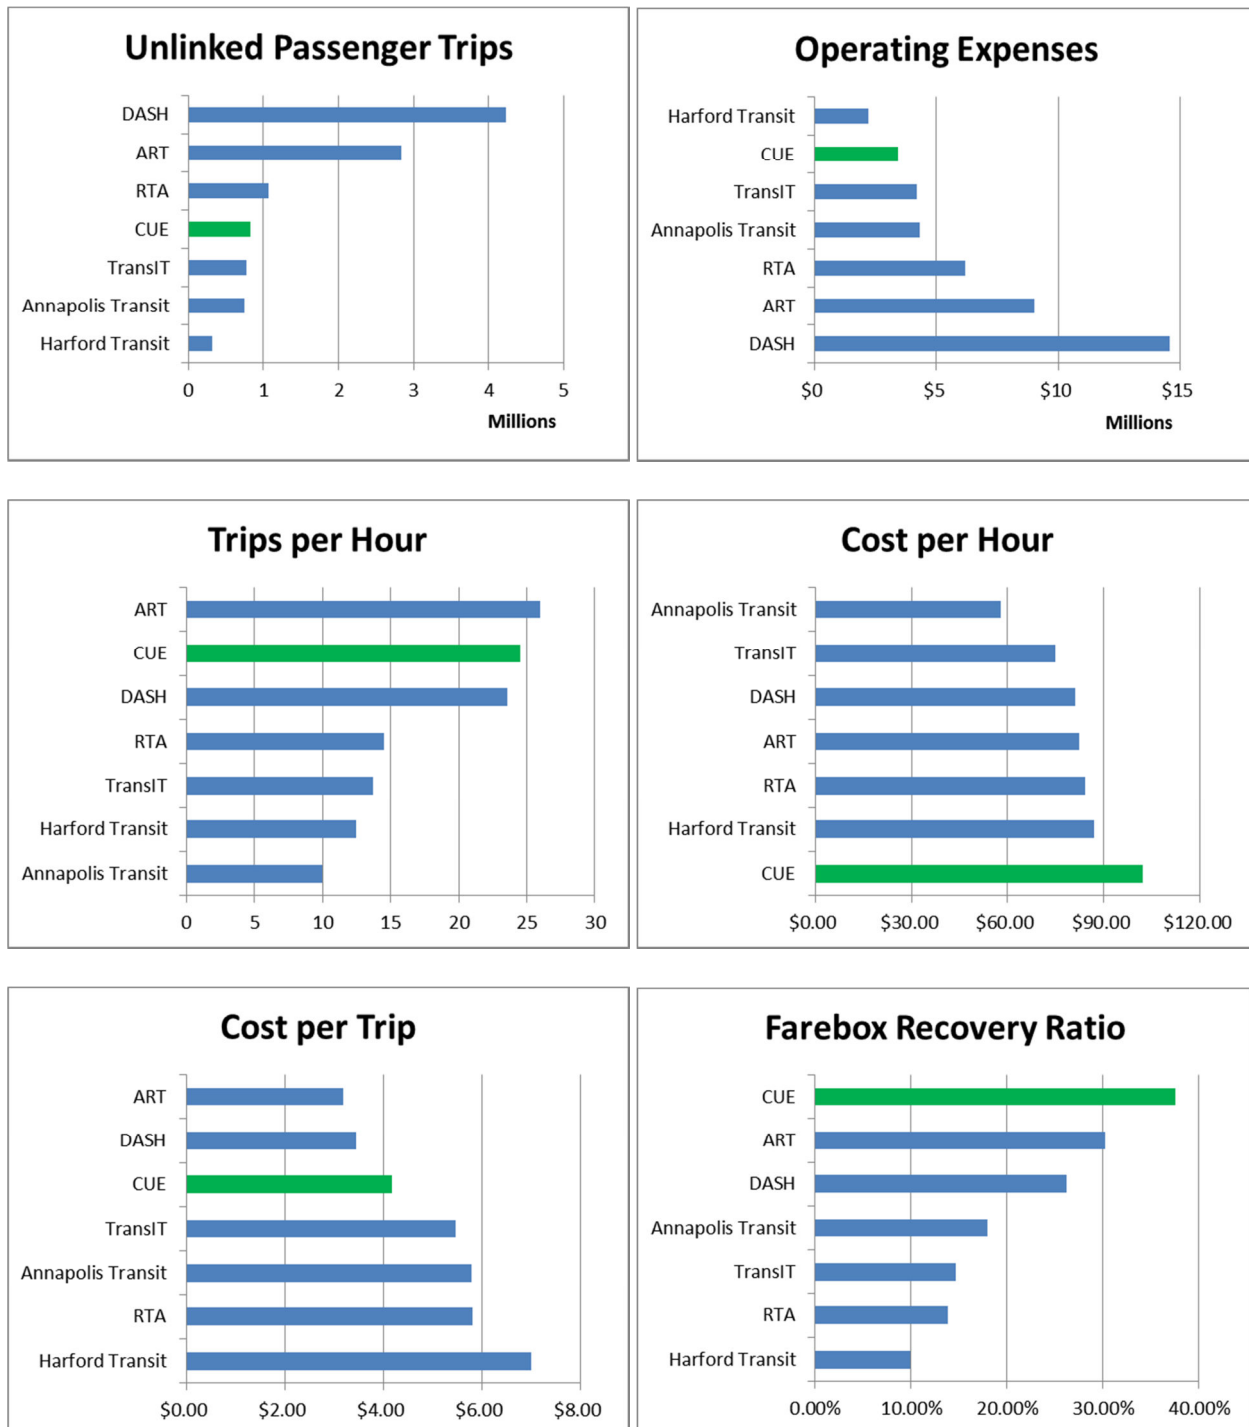 Unlinked Passenger Trips
DASH
ART
RTA
CUE
TransIT
Annapolis Transit
Harford Transit
0 1 2 3 4 5
Millions
Operating Expenses
Harford Transit
CUE
TransIT
Annapolis Transit
RTA
ART
DASH
$0 $5 $10 $15
Millions
Trips per Hour
ART
CUE
DASH
RTA
TransIT
Harford Transit
Annapolis Transit
0 5 10 15 20 25 30
Cost per Hour
Annapolis Transit
TransIT
DASH
ART
RTA
Harford Transit
CUE
$0.00 $30.00 $60.00 $90.00 $120.00
Cost per Trip
ART
DASH
CUE
TransIT
Annapolis Transit
RTA
Harford Transit
$0.00 $2.00 $4.00 $6.00 $8.00
Farebox Recovery Ratio
CUE
ART
DASH
Annapolis Transit
TransIT
RTA
Harford Transit
0.00% 10.00% 20.00% 30.00% 40.00%